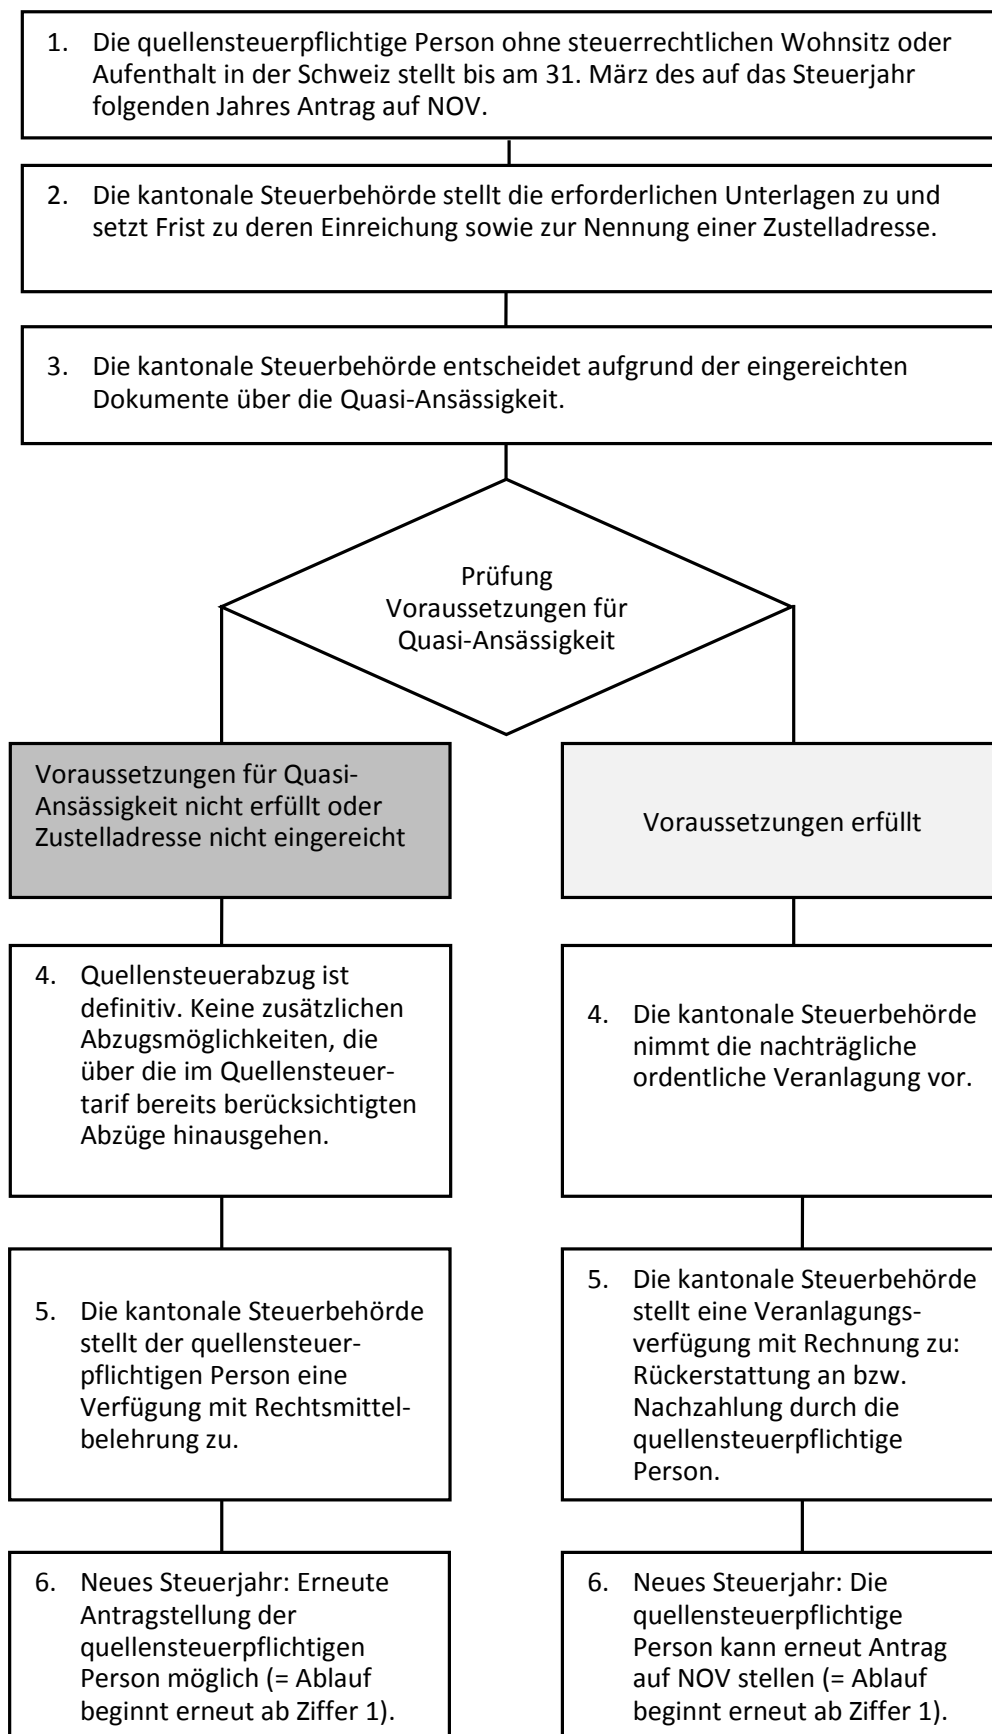 1. Die quellensteuerpflichtige Person ohne steuerrechtlichen Wohnsitz oder
Aufenthalt in der Schweiz stellt bis am 31. März des auf das Steuerjahr
folgenden Jahres Antrag auf NOV.
2. Die kantonale Steuerbehörde stellt die erforderlichen Unterlagen zu und
setzt Frist zu deren Einreichung sowie zur Nennung einer Zustelladresse.
3. Die kantonale Steuerbehörde entscheidet aufgrund der eingereichten
Dokumente über die Quasi-Ansässigkeit.
Prüfung
Voraussetzungen für
Quasi-Ansässigkeit
Voraussetzungen für Quasi-
Ansässigkeit nicht erfüllt oder
Zustelladresse nicht eingereicht
4. Quellensteuerabzug ist
definitiv. Keine zusätzlichen
Abzugsmöglichkeiten, die
über die im Quellensteuer-
tarif bereits berücksichtigten
Abzüge hinausgehen.
5. Die kantonale Steuerbehörde
stellt der quellensteuer-
pflichtigen Person eine
Verfügung mit Rechtsmittel-
belehrung zu.
6. Neues Steuerjahr: Erneute
Antragstellung der
quellensteuerpflichtigen
Person möglich (= Ablauf
beginnt erneut ab Ziffer 1).
Voraussetzungen erfüllt
4. Die kantonale Steuerbehörde
nimmt die nachträgliche
ordentliche Veranlagung vor.
5. Die kantonale Steuerbehörde
stellt eine Veranlagungs-
verfügung mit Rechnung zu:
Rückerstattung an bzw.
Nachzahlung durch die
quellensteuerpflichtige
Person.
6. Neues Steuerjahr: Die
quellensteuerpflichtige
Person kann erneut Antrag
auf NOV stellen (= Ablauf
beginnt erneut ab Ziffer 1).